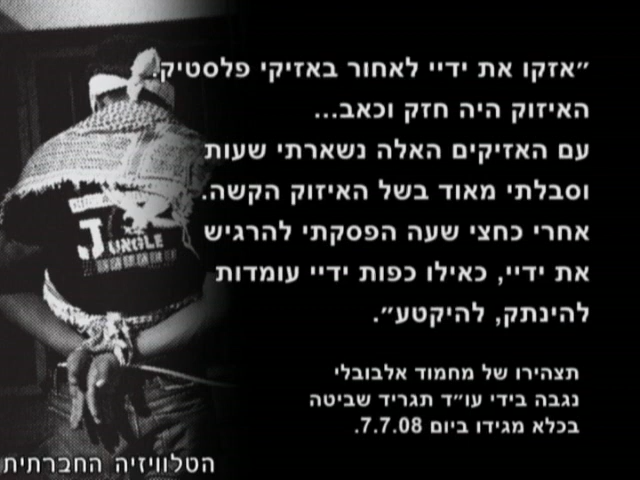 ״אזקו את ידיי לאחור באזיקי פלסטיק.
האיזוק היה חזק וכאב...
עם האזיקים האלה נשארתי שעות
וסבלתי מאוד בשל האיזוק הקשה.
אחרי כחצי שעה הפסקתי להרגיש
את ידיי, כאילו כפות ידיי עומדות
להינתק, להיקטע״.
תצהירו של מחמוד אלבובלי
נגבה בידי עו״ד תגריד שביטה
בכלא מגידו ביום 7.7.08.
JUNGLE
הטלוויזיה החברתית